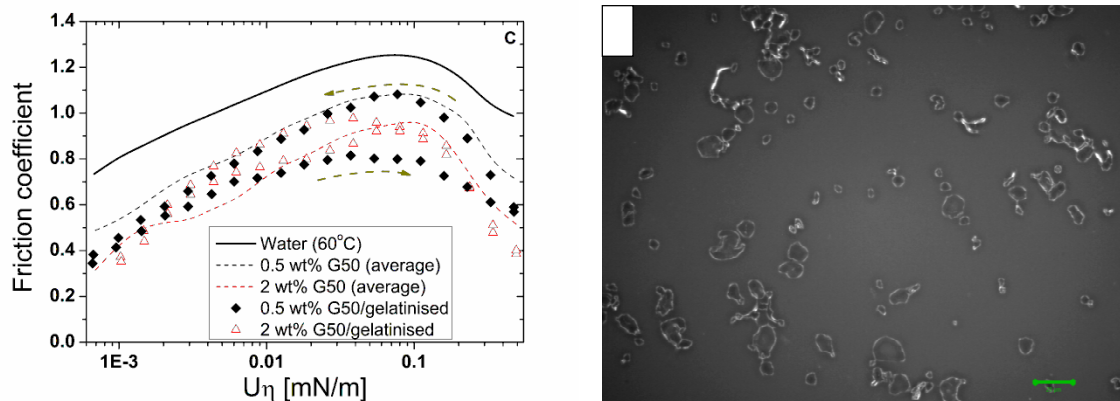 C
Friction coefficient
1.4
1.2
1.0
0.8
0.6
0.4
0.2
0.0
Water (60°C)
0.5 wt% G50 (average)
2 wt% G50 (average)
0.5 wt% G50/gelatinised
2 wt% G50/gelatinised
1E-3 0.01 0.1
Uη [mN/m]